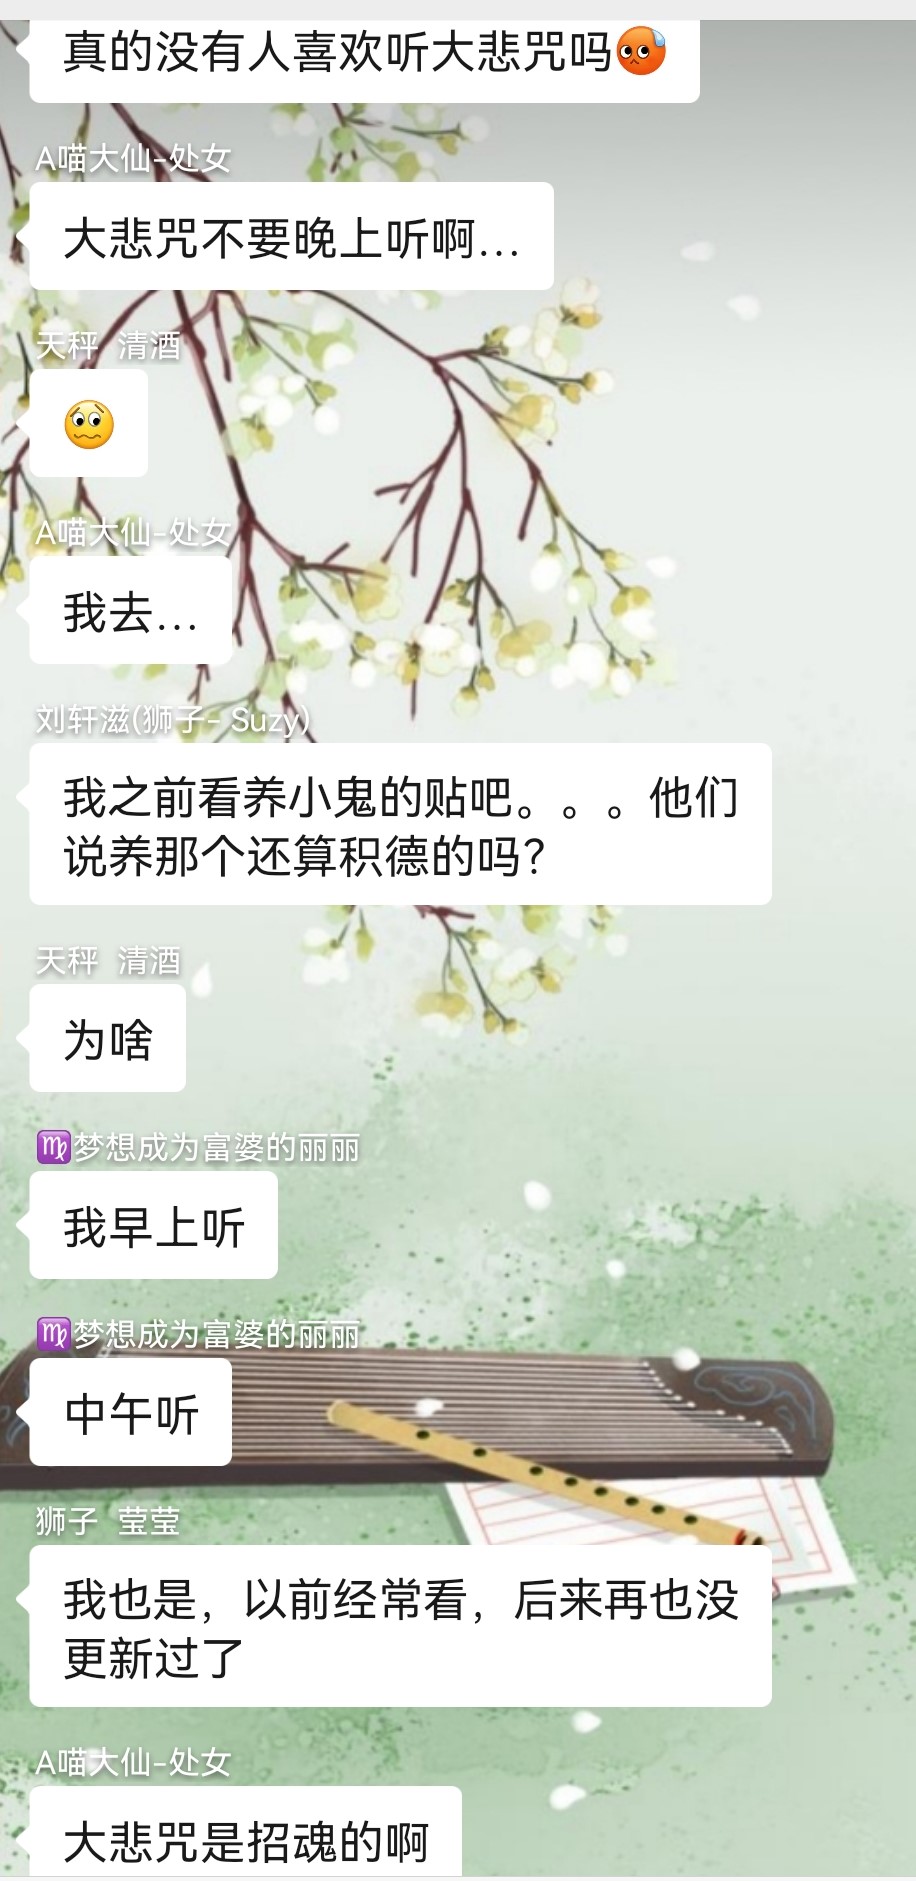 真的没有人喜欢听大悲咒吗🥵
A喵大仙-处女
大悲咒不要晚上听啊...
天秤 清酒
🥴
A喵大仙-处女
我去...
刘轩滋(狮子- Suzy)
我之前看养小鬼的贴吧。。。他们
说养那个还算积德的吗?
天秤 清酒
为啥
♍梦想成为富婆的丽丽
我早上听
♍梦想成为富婆的丽丽
中午听
狮子 莹莹
我也是，以前经常看，后来再也没
更新过了
A喵大仙-处女
大悲咒是招魂的啊